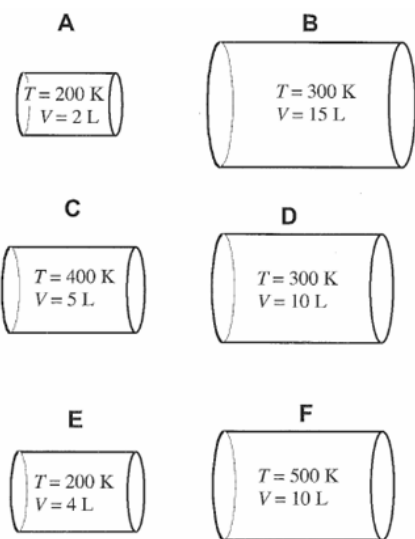 A
T = 200 K
V = 2 L
B
T = 300 K
V = 15 L
C
T = 400 K
V = 5 L
D
T = 300 K
V = 10 L
E
T = 200 K
V = 4 L
F
T = 500 K
V = 10 L